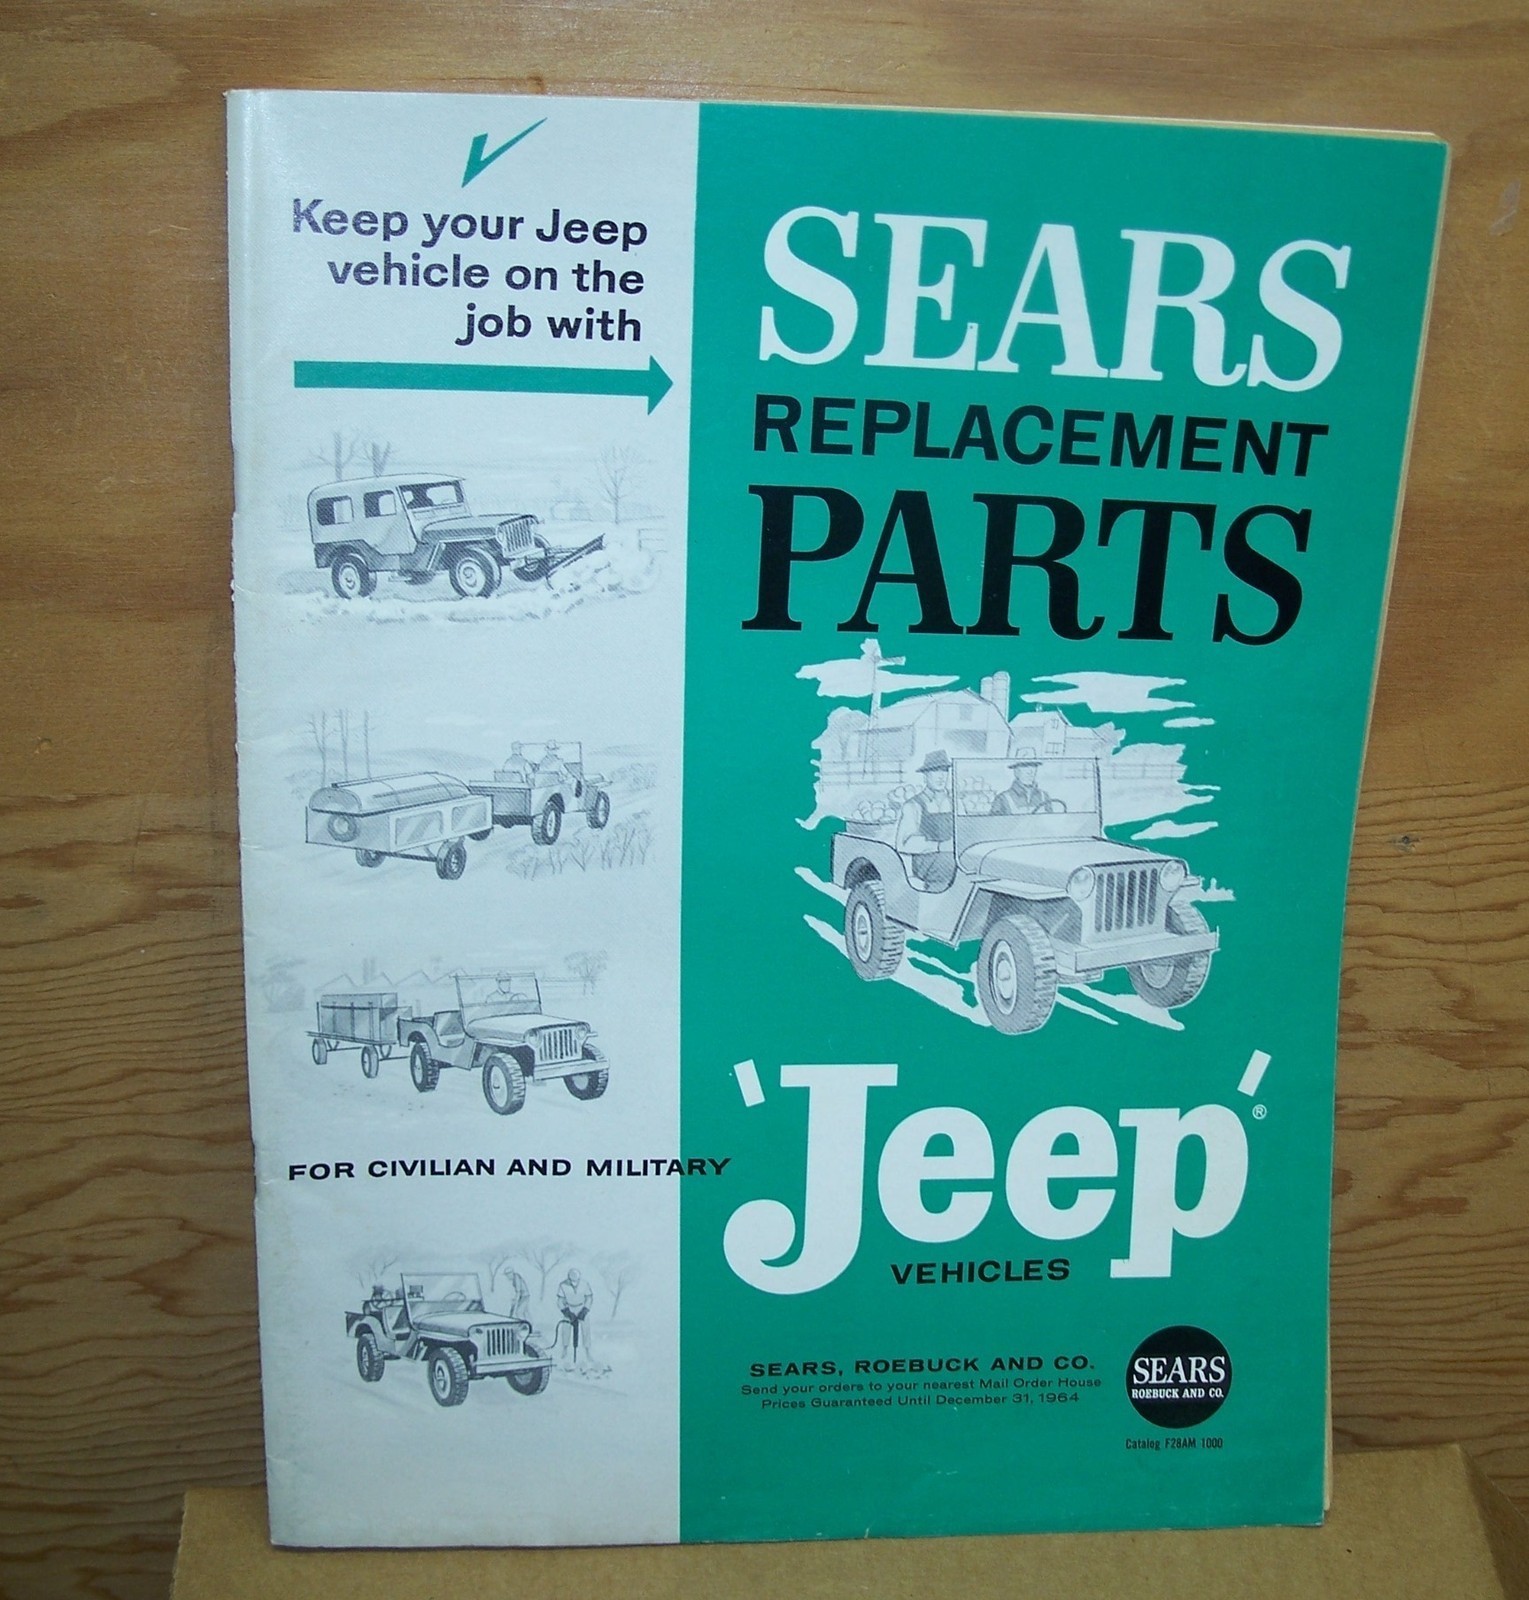 Keep your Jeep
vehicle on the
job with
SEARS
REPLACEMENT
PARTS
FOR CIVILIAN AND MILITARY
'Jeep'®
VEHICLES
SEARS, ROEBUCK AND CO.
Send your orders to your nearest Mail Order House
Prices Guaranteed Until December 31, 1964
SEARS
ROEBUCK AND CO.
Catalog F28AM 1000